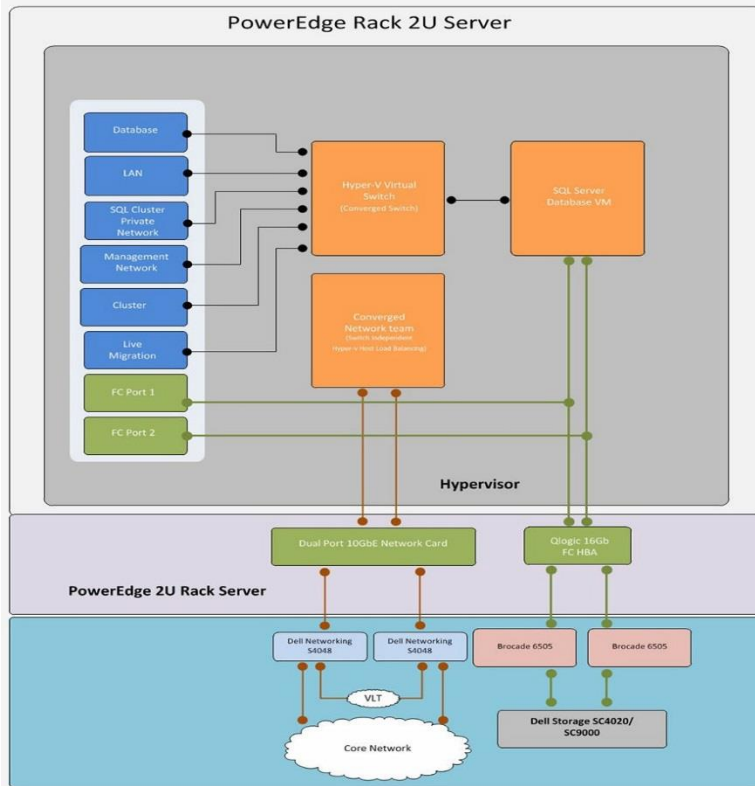 PowerEdge Rack 2U Server
Database
LAN
SQL Cluster
Private
Network
Management
Network
Cluster
Live
Migration
FC Port 1
FC Port 2
Hyper-V Virtual
Switch
(Converged Switch)
SQL Server
Database VM
Converged
Network team
(Switch Independent
Hyper-v-Host Load Balancing)
Hypervisor
Dual Port 10GbE Network Card
Qlogic 16Gb
FC HBA
PowerEdge 2U Rack Server
Dell Networking
S4048
Dell Networking
S4048
Brocade 6505
Brocade 6505
VLT
Core Network
Dell Storage SC4020/
SC9000